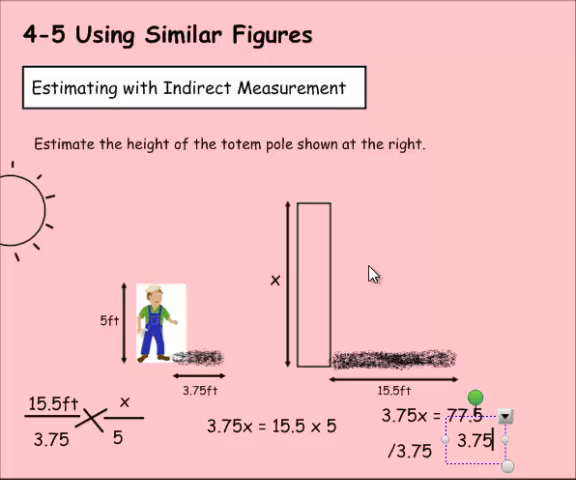 4-5 Using Similar Figures
Estimating with Indirect Measurement
Estimate the height of the totem pole shown at the right.
x
5ft
3.75ft
15.5ft
15.5ft
x
3.75
5
3.75x = 15.5 x 5
3.75x = 77.5
/3.75
3.75